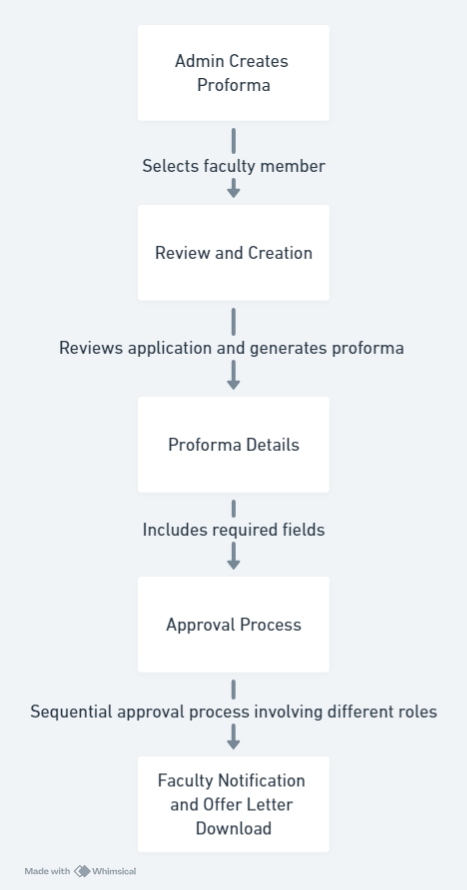 Admin Creates
Proforma
Selects faculty member
Review and Creation
Reviews application and generates proforma
Proforma Details
Includes required fields
Approval Process
Sequential approval process involving different roles
Faculty Notification
and Offer Letter
Download
Made with Whimsical